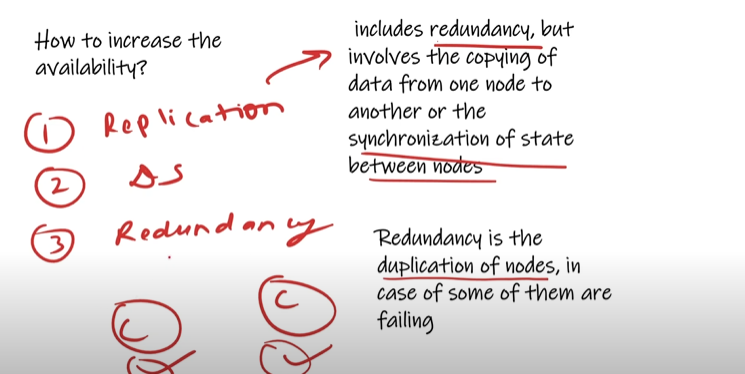 How to increase the
availability?
① Replication
② DS
③ Redundancy
C
C
includes redundancy, but
involves the copying of
data from one node to
another or the
synchronization of state
between nodes
Redundancy is the
duplication of nodes, in
case of some of them are
failing